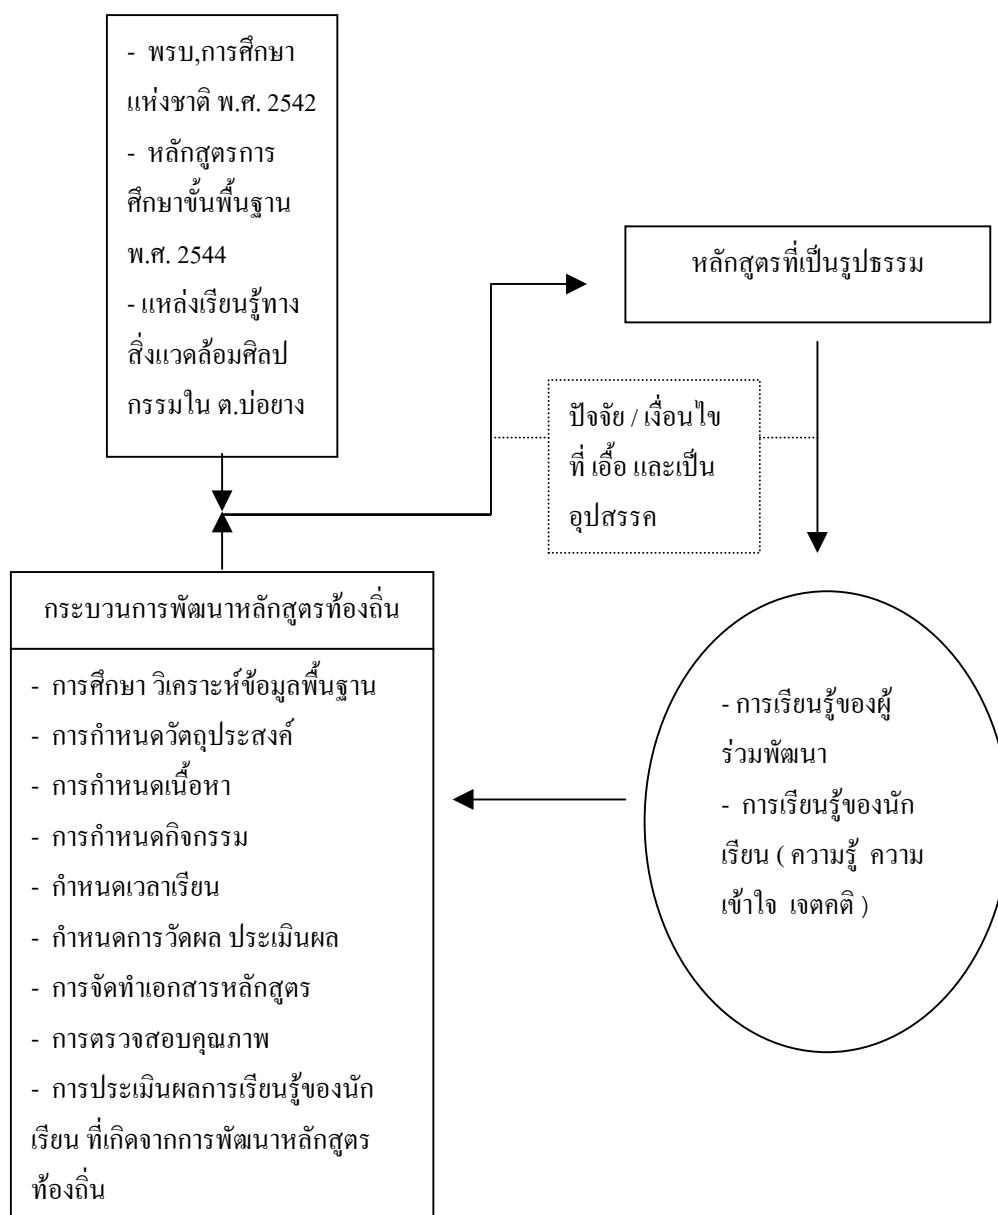 - พรบ,การศึกษา
แห่งชาติ พ.ศ. 2542
- หลักสูตรการ
ศึกษาขั้นพื้นฐาน
พ.ศ. 2544
- แหล่งเรียนรู้ทาง
สิ่งแวดล้อมศิลป
กรรมใน ต.บ่อยาง
หลักสูตรที่เป็นรูปธรรม
ปัจจัย / เงื่อนไข
ที่ เอื้อ และเป็น
อุปสรรค
กระบวนการพัฒนาหลักสูตรท้องถิ่น
- การศึกษา วิเคราะห์ข้อมูลพื้นฐาน
- การกำหนดวัตถุประสงค์
- การกำหนดเนื้อหา
- การกำหนดกิจกรรม
- กำหนดเวลาเรียน
- กำหนดการวัดผล ประเมินผล
- การจัดทำเอกสารหลักสูตร
- การตรวจสอบคุณภาพ
- การประเมินผลการเรียนรู้ของนัก
เรียน ที่เกิดจากการพัฒนาหลักสูตร
ท้องถิ่น
- การเรียนรู้ของผู้
ร่วมพัฒนา
- การเรียนรู้ของนัก
เรียน ( ความรู้ ความ
เข้าใจ เจตคติ )